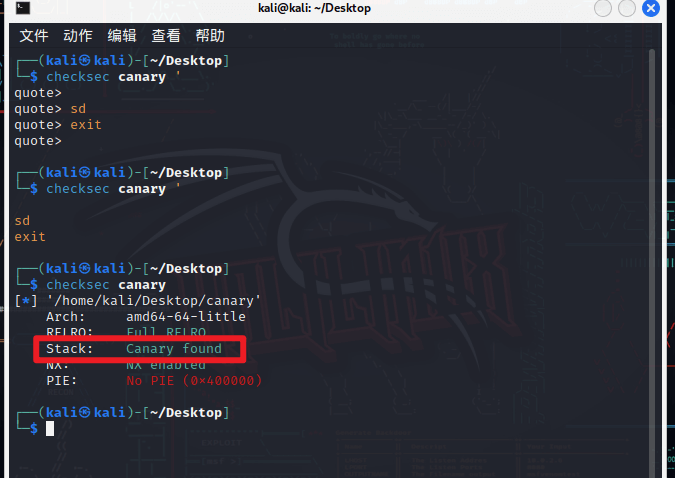 kali@kali: ~/Desktop
文件 动作 编辑 查看 帮助
┌──(kali㉿kali)-[~/Desktop]
└─$ checksec canary '
quote>
quote> sd
quote> exit
quote>
┌──(kali㉿kali)-[~/Desktop]
└─$ checksec canary '
sd
exit
┌──(kali㉿kali)-[~/Desktop]
└─$ checksec canary
[*] '/home/kali/Desktop/canary'
Arch: amd64-64-little
RELRO: Full RELRO
Stack: Canary found
NX: NX enabled
PIE: No PIE (0×400000)
┌──(kali㉿kali)-[~/Desktop]
└─$